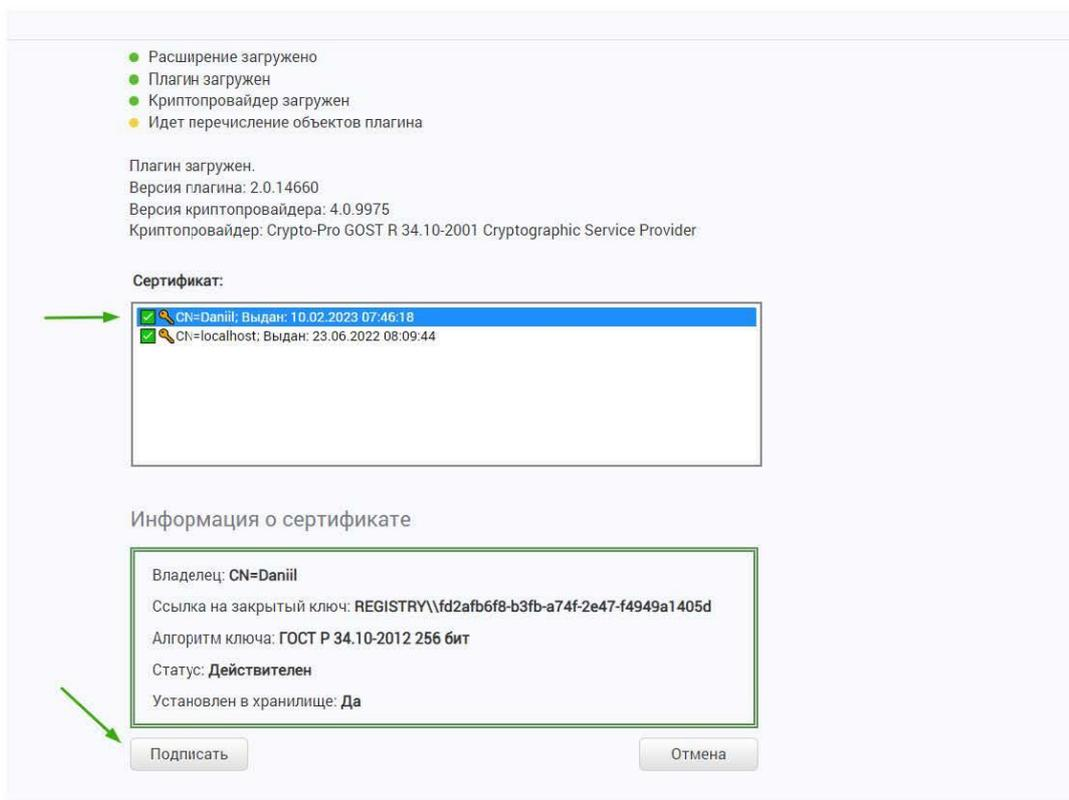 Расширение загружено
Плагин загружен
Криптопровайдер загружен
Идет перечисление объектов плагина
Плагин загружен.
Версия плагина: 2.0.14660
Версия криптопровайдера: 4.0.9975
Криптопровайдер: Crypto-Pro GOST R 34.10-2001 Cryptographic Service Provider
Сертификат:
CN=Daniil; Выдан: 10.02.2023 07:46:18
CN=localhost; Выдан: 23.06.2022 08:09:44
Информация о сертификате
Владелец: CN=Daniil
Ссылка на закрытый ключ: REGISTRY\\fd2afb6f8-b3fb-a74f-2e47-f4949a1405d
Алгоритм ключа: ГОСТ Р 34.10-2012 256 бит
Статус: Действителен
Установлен в хранилище: Да
Подписать Отмена